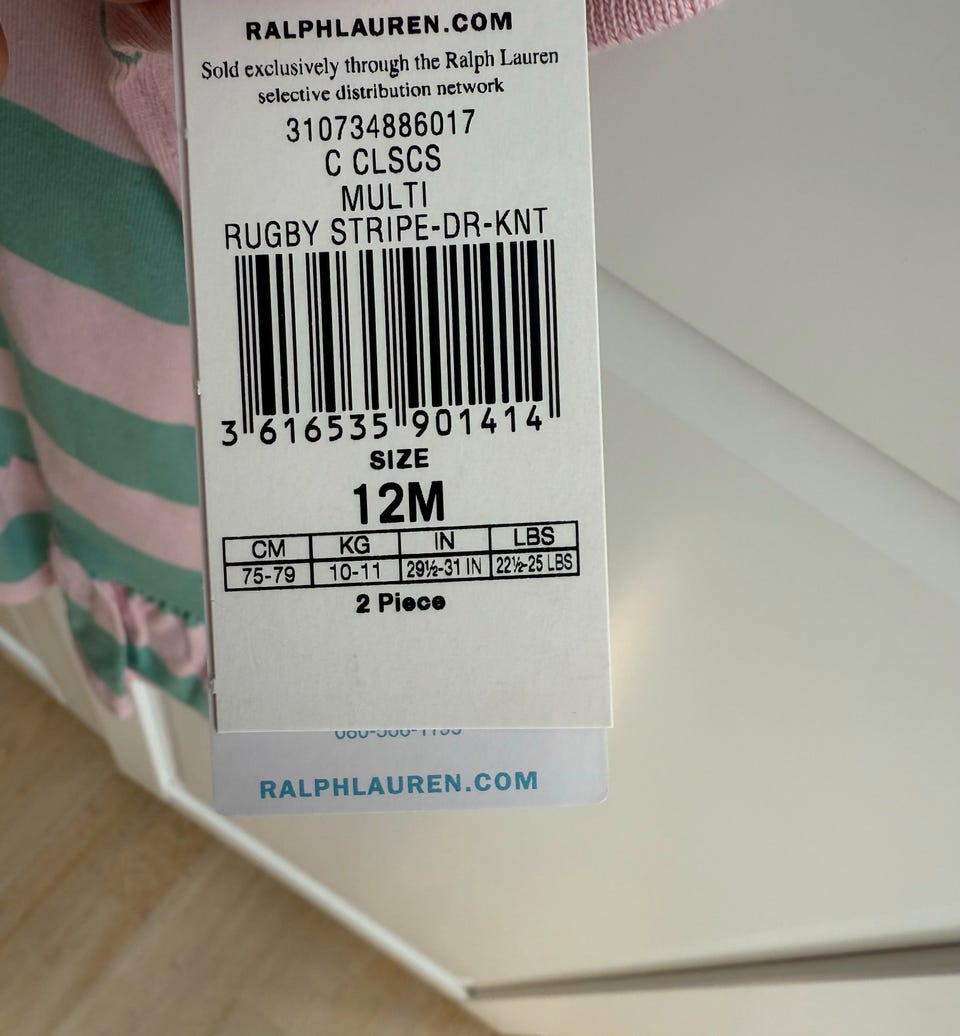 RALPHLAUREN.COM
Sold exclusively through the Ralph Lauren
selective distribution network
310734886017
C CLSCS
MULTI
RUGBY STRIPE-DR-KNT
3 616535 901414
SIZE
12M
CM KG IN LBS
75-79 10-11 29½-31 IN 22½-25 LBS
2 Piece
RALPHLAUREN.COM